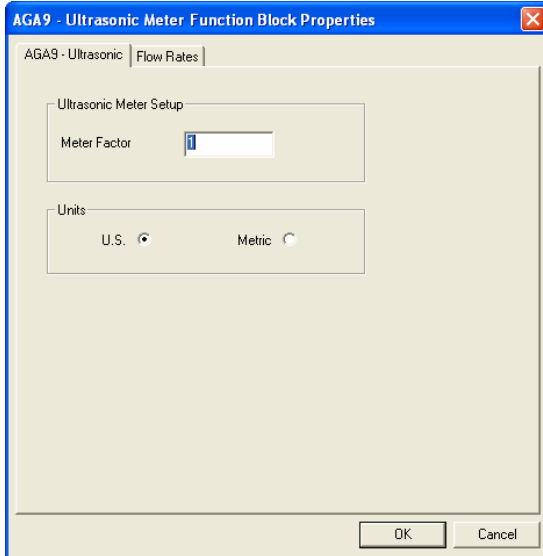 AGA9 - Ultrasonic Meter Function Block Properties
AGA9 - Ultrasonic Flow Rates
Ultrasonic Meter Setup
Meter Factor 1
Units
U.S. Metric
OK Cancel